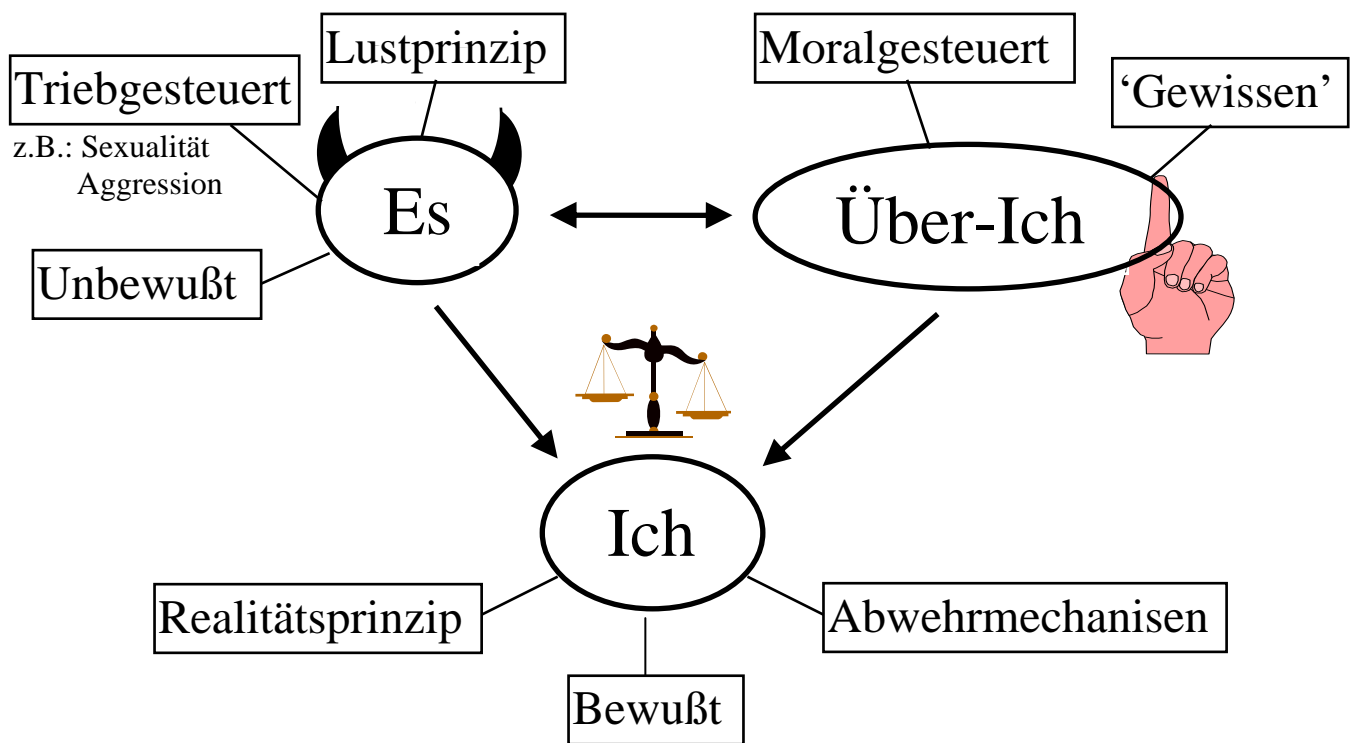 Lustprinzip
Moralgesteuert
Triebgesteuert
‘Gewissen’
z.B.: Sexualität
Aggression
Es
Über-Ich
Unbewußt
Ich
Realitätsprinzip
Abwehrmechanisen
Bewußt